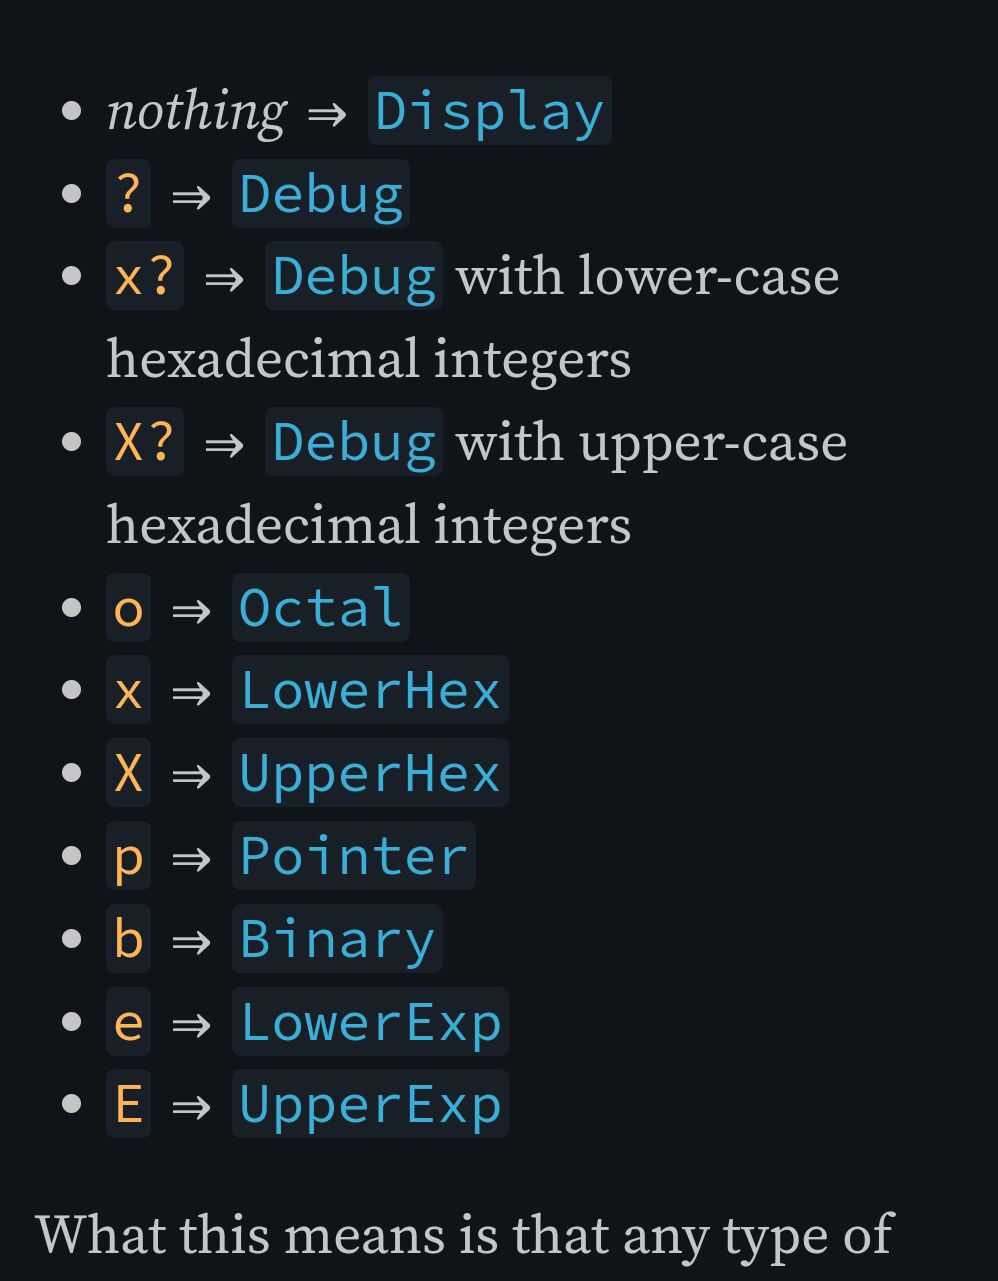 • nothing ⇒ Display
• ? ⇒ Debug
• x? ⇒ Debug with lower-case
hexadecimal integers
• X? ⇒ Debug with upper-case
hexadecimal integers
• o ⇒ Octal
• x ⇒ LowerHex
• X ⇒ UpperHex
• p ⇒ Pointer
• b ⇒ Binary
• e ⇒ LowerExp
• E ⇒ UpperExp
What this means is that any type of